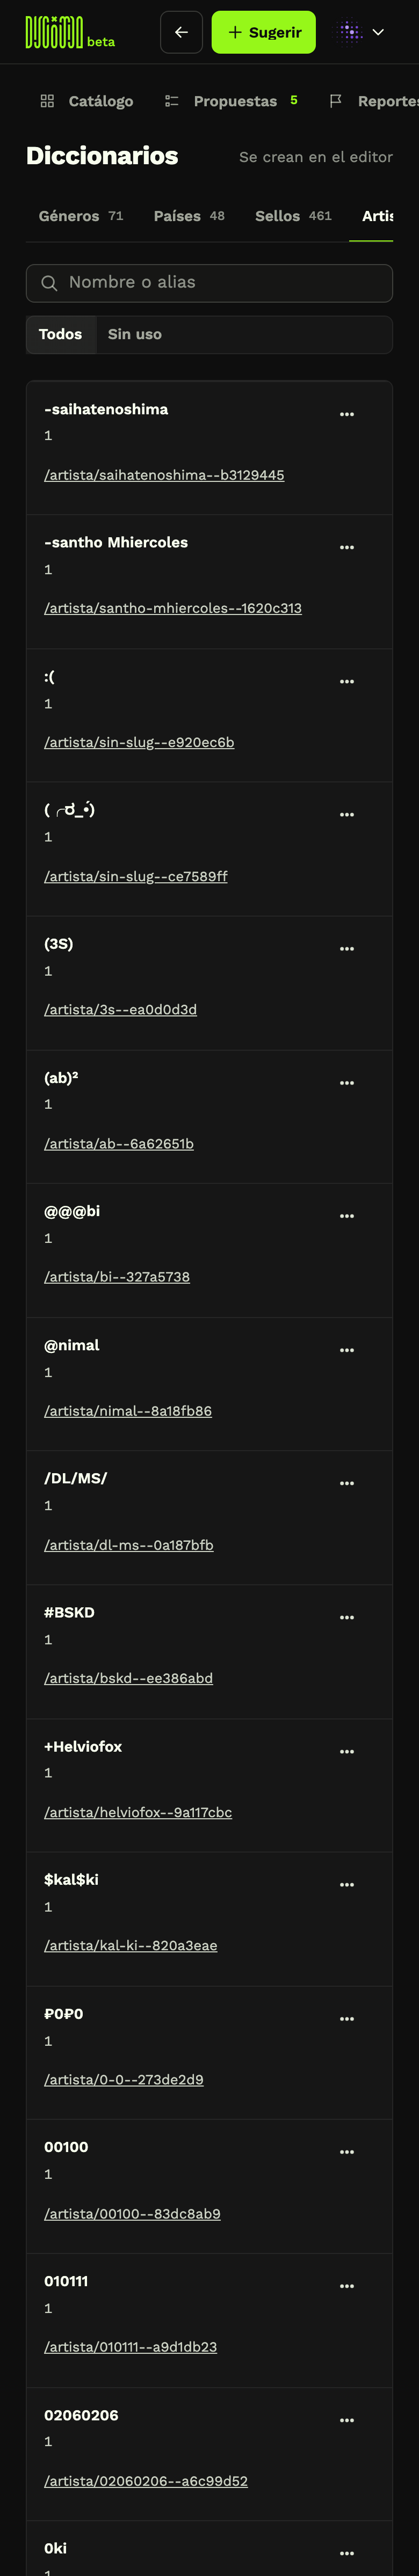 beta
Sugerir
Catálogo
Propuestas 5
Reportes
Diccionarios
Se crean en el editor
Géneros 71
Países 48
Sellos 461
Artis
Nombre o alias
Todos
Sin uso
-saihatenoshima
1
/artista/saihatenoshima--b3129445
-santho Mhiercoles
1
/artista/santho-mhiercoles--1620c313
:(
1
/artista/sin-slug--e920ec6b
(╭ರ_•́)
1
/artista/sin-slug--ce7589ff
(3S)
1
/artista/3s--ea0d0d3d
(ab)²
1
/artista/ab--6a62651b
@@@bi
1
/artista/bi--327a5738
@nimal
1
/artista/nimal--8a18fb86
/DL/MS/
1
/artista/dl-ms--0a187bfb
#BSKD
1
/artista/bskd--ee386abd
+Helviofox
1
/artista/helviofox--9a117cbc
$kal$ki
1
/artista/kal-ki--820a3eae
₽0₽0
1
/artista/0-0--273de2d9
00100
1
/artista/00100--83dc8ab9
010111
1
/artista/010111--a9d1db23
02060206
1
/artista/02060206--a6c99d52
0ki
1